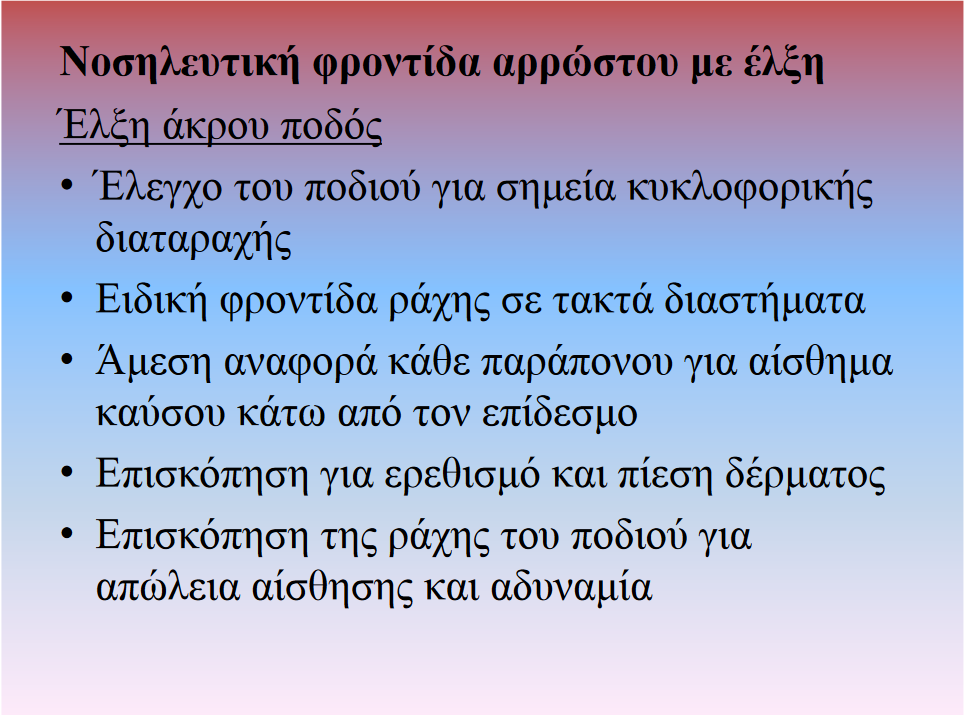 Νοσηλευτική φροντίδα αρρώστου με έλξη
Έλξη άκρου ποδός
• Έλεγχο του ποδιού για σημεία κυκλοφορικής
διαταραχής
• Ειδική φροντίδα ράχης σε τακτά διαστήματα
• Άμεση αναφορά κάθε παράπονου για αίσθημα
καύσου κάτω από τον επίδεσμο
• Επισκόπηση για ερεθισμό και πίεση δέρματος
• Επισκόπηση της ράχης του ποδιού για
απώλεια αίσθησης και αδυναμία